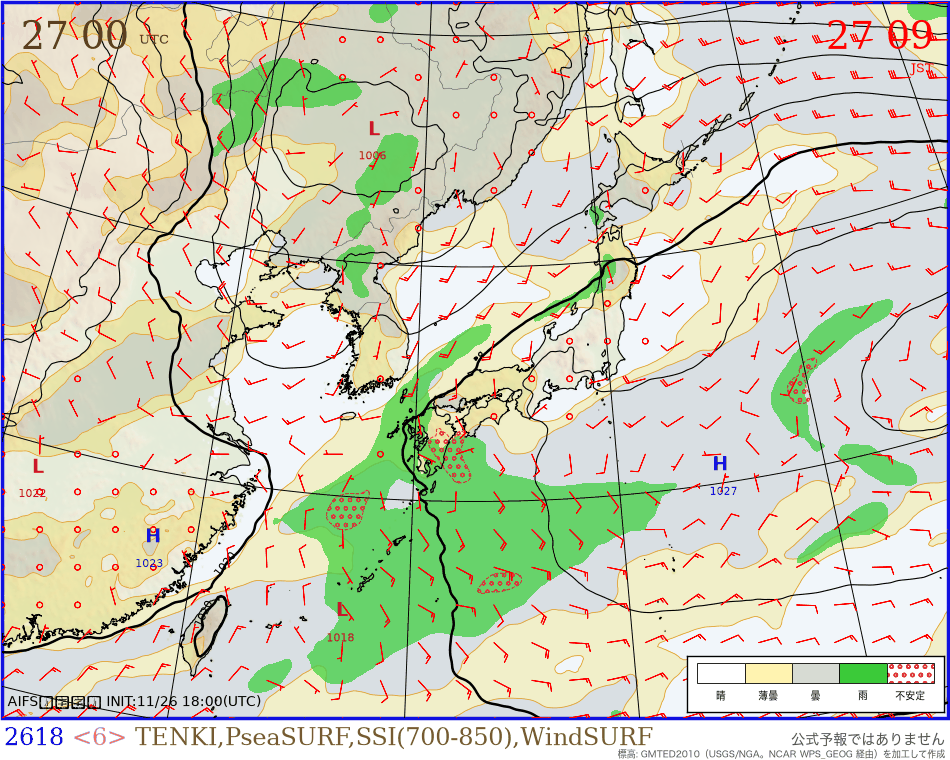 27 00 UTC
27 09
JST
L
1006
H
1027
L
1022
H
1023
1020
L
1018
晴 薄曇 曇 雨 不安定
AIFS INIT:11/26 18:00(UTC)
2618 <6> TENKI,PseaSURF,SSI(700-850),WindSURF
公式予報ではありません
標高: GMTED2010（USGS/NGA。NCAR WPS_GEOG 経由）を加工して作成